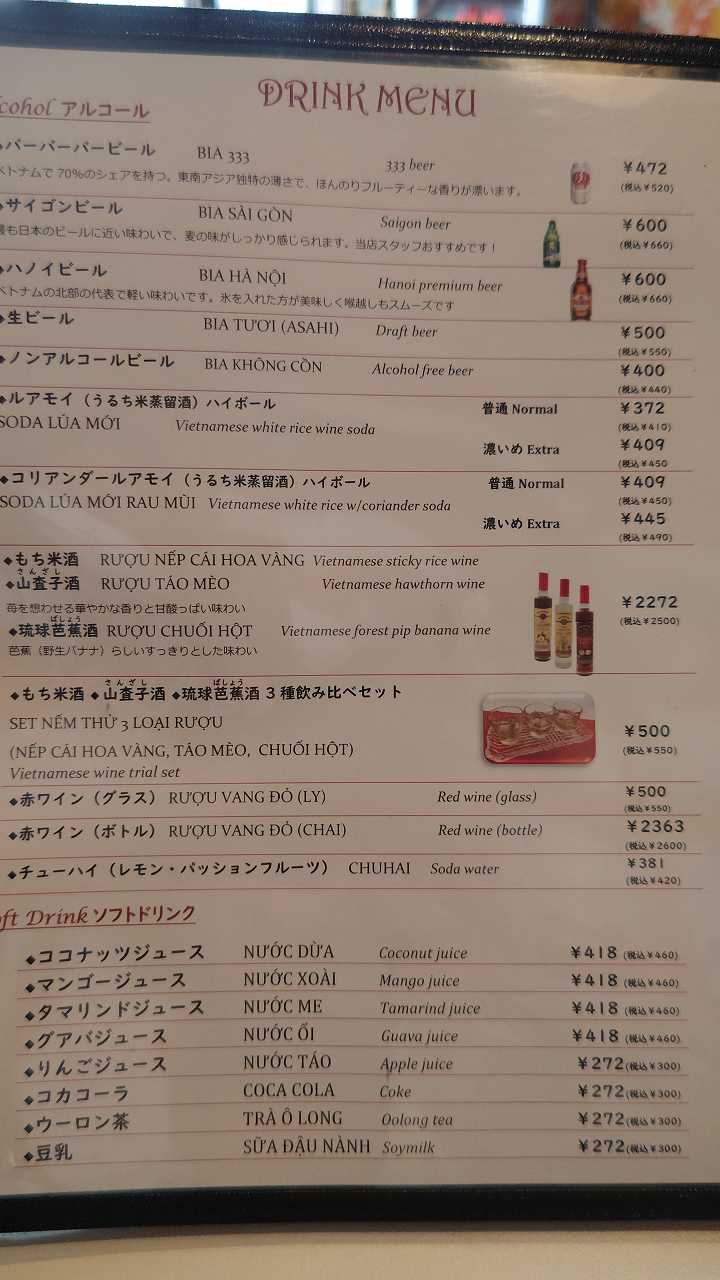 DRINK MENU
cohol アルコール
◆バーバーバービール BIA 333 333 beer ￥472
ベトナムで 70%のシェアを持つ。東南アジア独特の薄さで、ほんのりフルーティーな香りが漂います。 (税込￥520)
◆サイゴンビール BIA SÀI GÒN Saigon beer ￥600
最も日本のビールに近い味わいで、麦の味がしっかり感じられます。当店スタッフおすすめです！ (税込￥660)
◆ハノイビール BIA HÀ NỘI Hanoi premium beer ￥600
ベトナムの北部の代表で軽い味わいです。氷を入れた方が美味しく喉越しもスムーズです (税込￥660)
◆生ビール BIA TƯƠI (ASAHI) Draft beer ￥500
(税込￥550)
◆ノンアルコールビール BIA KHÔNG CỒN Alcohol free beer ￥400
(税込￥440)
◆ルアモイ（うるち米蒸留酒）ハイボール 普通 Normal ￥372
SODA LÚA MỚI Vietnamese white rice wine soda (税込￥410)
濃いめ Extra ￥409
(税込￥450
◆コリアンダールアモイ（うるち米蒸留酒）ハイボール 普通 Normal ￥409
SODA LÚA MỚI RAU MÙI Vietnamese white rice w/coriander soda (税込￥450)
濃いめ Extra ￥445
(税込￥490)
◆もち米酒 RƯỢU NẾP CÁI HOA VÀNG Vietnamese sticky rice wine
さんざし
◆山査子酒 RƯỢU TÁO MÈO Vietnamese hawthorn wine
苺を想わせる華やかな香りと甘酸っぱい味わい ￥2272
ばしょう
◆琉球芭蕉酒 RƯỢU CHUỐI HỘT Vietnamese forest pip banana wine (税込￥2500)
芭蕉（野生バナナ）らしいすっきりとした味わい
さんざし ばしょう
◆もち米酒 ◆山査子酒 ◆琉球芭蕉酒 3 種飲み比べセット
SET NẾM THỬ 3 LOẠI RƯỢU ￥500
(NẾP CÁI HOA VÀNG, TÁO MÈO, CHUỐI HỘT) (税込￥550)
Vietnamese wine trial set
◆赤ワイン（グラス） RƯỢU VANG ĐỎ (LY) Red wine (glass) ￥500
(税込￥550)
◆赤ワイン（ボトル） RƯỢU VANG ĐỎ (CHAI) Red wine (bottle) ￥2363
(税込￥2600)
◆チューハイ（レモン・パッションフルーツ） CHUHAI Soda water ￥381
(税込￥420)
oft Drink ソフトドリンク
◆ココナッツジュース NƯỚC DỪA Coconut juice ￥418 (税込￥460)
◆マンゴージュース NƯỚC XOÀI Mango juice ￥418 (税込￥460)
◆タマリンドジュース NƯỚC ME Tamarind juice ￥418 (税込￥460)
◆グアバジュース NƯỚC ỔI Guava juice ￥418 (税込￥460)
◆りんごジュース NƯỚC TÁO Apple juice ￥272(税込￥300)
◆コカコーラ COCA COLA Coke ￥272(税込￥300)
◆ウーロン茶 TRÀ Ô LONG Oolong tea ￥272(税込￥300)
◆豆乳 SỮA ĐẬU NÀNH Soymilk ￥272(税込￥300)